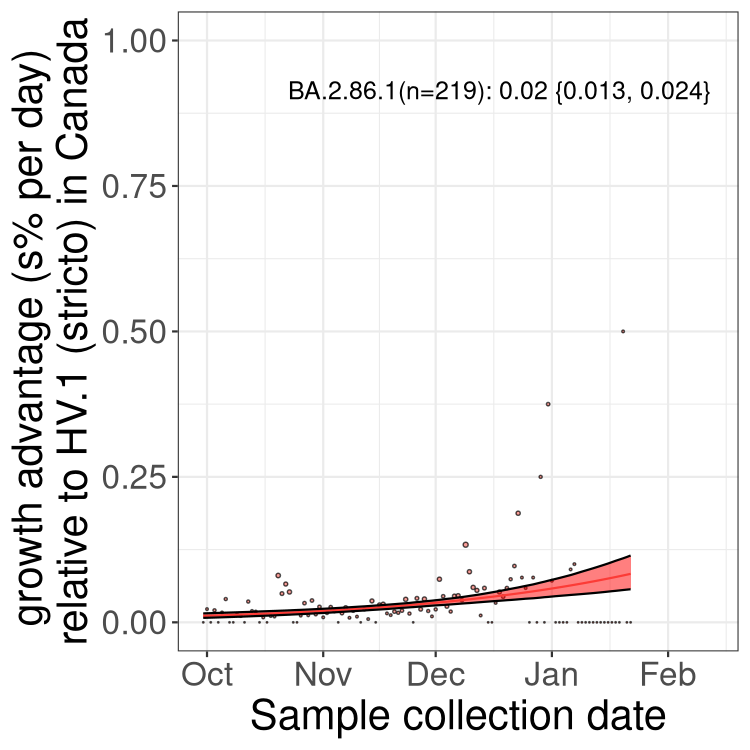 growth advantage (s% per day)
relative to HV.1 (stricto) in Canada
1.00
0.75
0.50
0.25
0.00
BA.2.86.1(n=219): 0.02 {0.013, 0.024}
Oct Nov Dec Jan Feb
Sample collection date